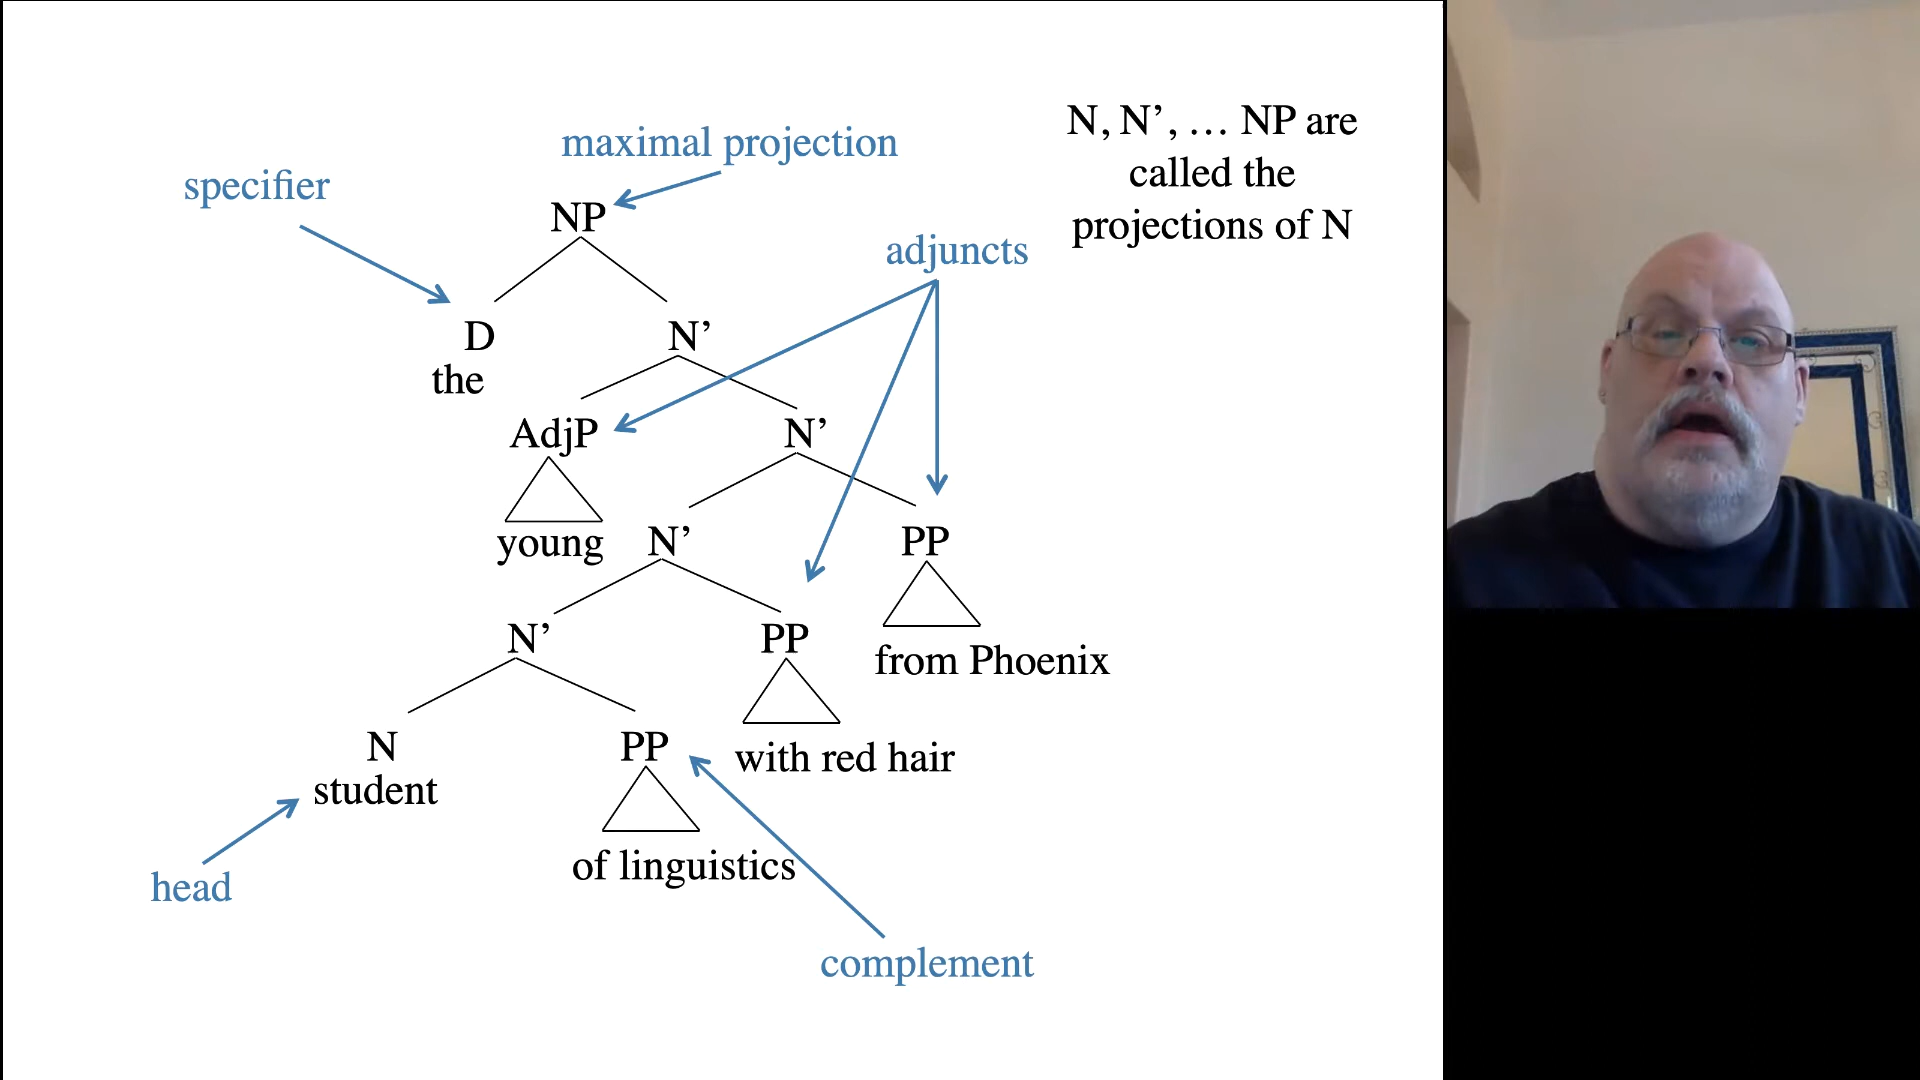 maximal projection
specifier
N, N’, … NP are
called the
projections of N
NP
adjuncts
D
the
N’
AdjP
young
N’
N’
PP
from Phoenix
N’
PP
with red hair
N
student
PP
of linguistics
head
complement